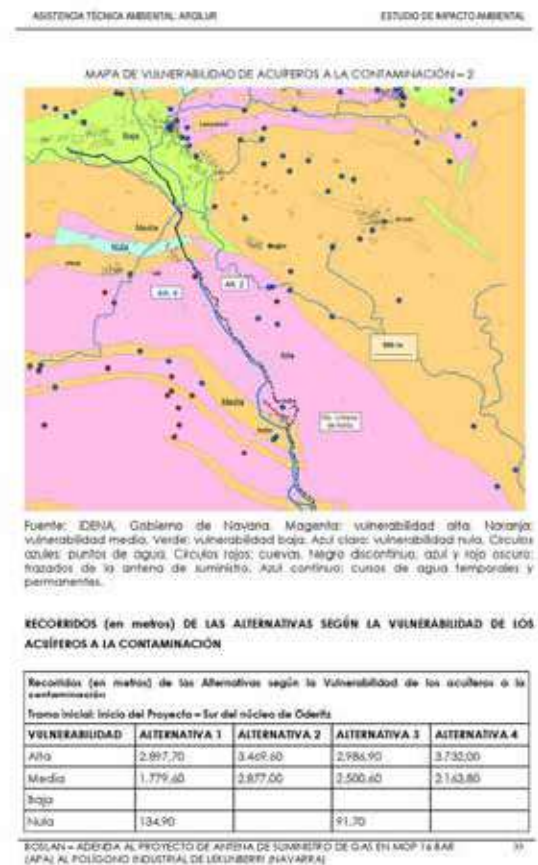 ASISTENCIA TÉCNICA AMBIENTAL: ARGILUR
ESTUDIO DE IMPACTO AMBIENTAL
MAPA DE VULNERABILIDAD DE ACUÍFEROS A LA CONTAMINACIÓN – 2
Baja
Media
Nula
Alt. 4
Alt. 2
Alta
Media
Fuente: IDENA, Gobierno de Navarra. Magenta: vulnerabilidad alta. Naranja:
vulnerabilidad media. Verde: vulnerabilidad baja. Azul claro: vulnerabilidad nula. Círculos
azules: puntos de agua. Círculos rojos: cuevas. Negro discontinuo, azul y rojo oscuro:
trazados de la antena de suministro. Azul continuo: cursos de agua temporales y
permanentes.
RECORRIDOS (en metros) DE LAS ALTERNATIVAS SEGÚN LA VULNERABILIDAD DE LOS
ACUÍFEROS A LA CONTAMINACIÓN
Recorridos (en metros) de las Alternativas según la Vulnerabilidad de los acuíferos a la
contaminación
Tramo inicial: Inicio del Proyecto – Sur del núcleo de Oderitz
VULNERABILIDAD ALTERNATIVA 1 ALTERNATIVA 2 ALTERNATIVA 3 ALTERNATIVA 4
Alta 2.897,70 3.469,60 2.986,90 3.732,00
Media 1.779,60 2.877,00 2.500,60 2.163,80
Baja
Nula 134,90 91,70
ROSLAN – ADENDA AL PROYECTO DE ANTENA DE SUMINISTRO DE GAS EN MOP 16 BAR
(APA) AL POLÍGONO INDUSTRIAL DE LEKUNBERRI (NAVARRA)